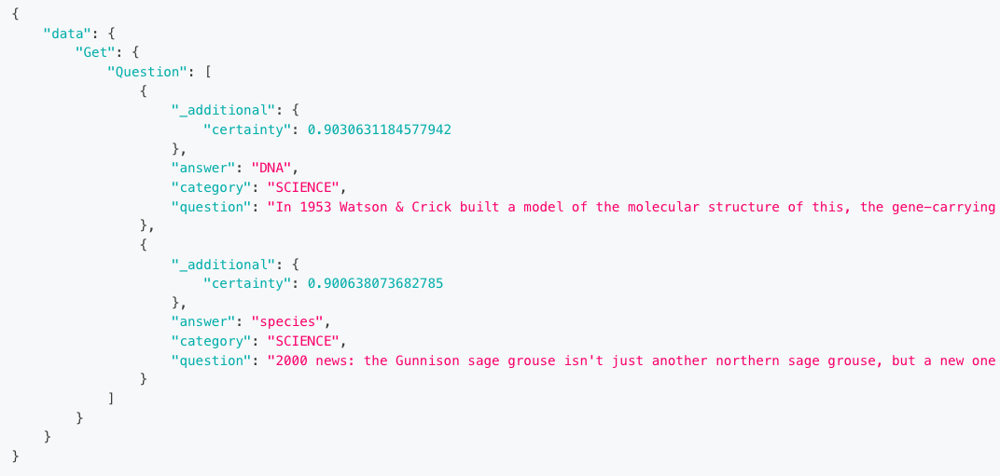 {
    "data": {
        "Get": {
            "Question": [
                {
                    "_additional": {
                        "certainty": 0.9030631184577942
                    },
                    "answer": "DNA",
                    "category": "SCIENCE",
                    "question": "In 1953 Watson & Crick built a model of the molecular structure of this, the gene-carrying
                },
                {
                    "_additional": {
                        "certainty": 0.900638073682785
                    },
                    "answer": "species",
                    "category": "SCIENCE",
                    "question": "2000 news: the Gunnison sage grouse isn't just another northern sage grouse, but a new one
                }
            ]
        }
    }
}